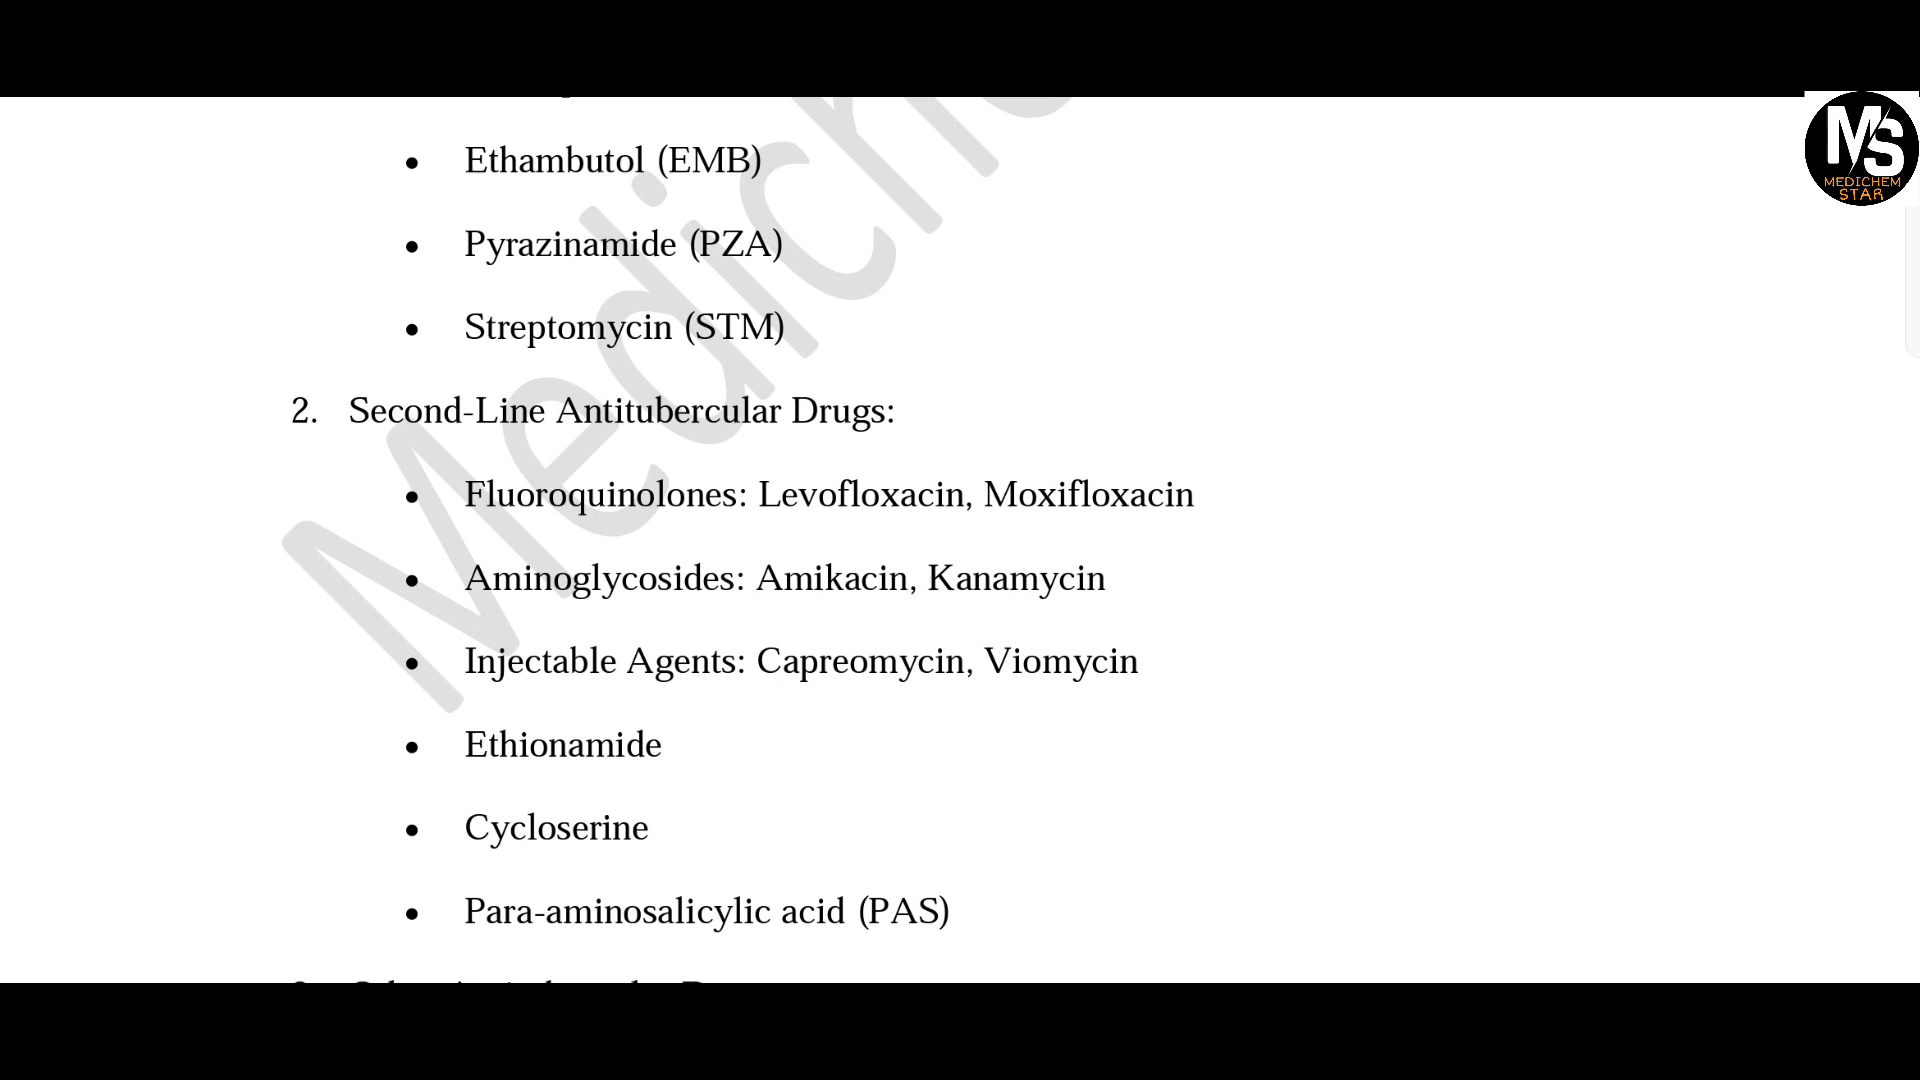 MS
MEDICHEM
STAR
• Ethambutol (EMB)
• Pyrazinamide (PZA)
• Streptomycin (STM)
2. Second-Line Antitubercular Drugs:
• Fluoroquinolones: Levofloxacin, Moxifloxacin
• Aminoglycosides: Amikacin, Kanamycin
• Injectable Agents: Capreomycin, Viomycin
• Ethionamide
• Cycloserine
• Para-aminosalicylic acid (PAS)